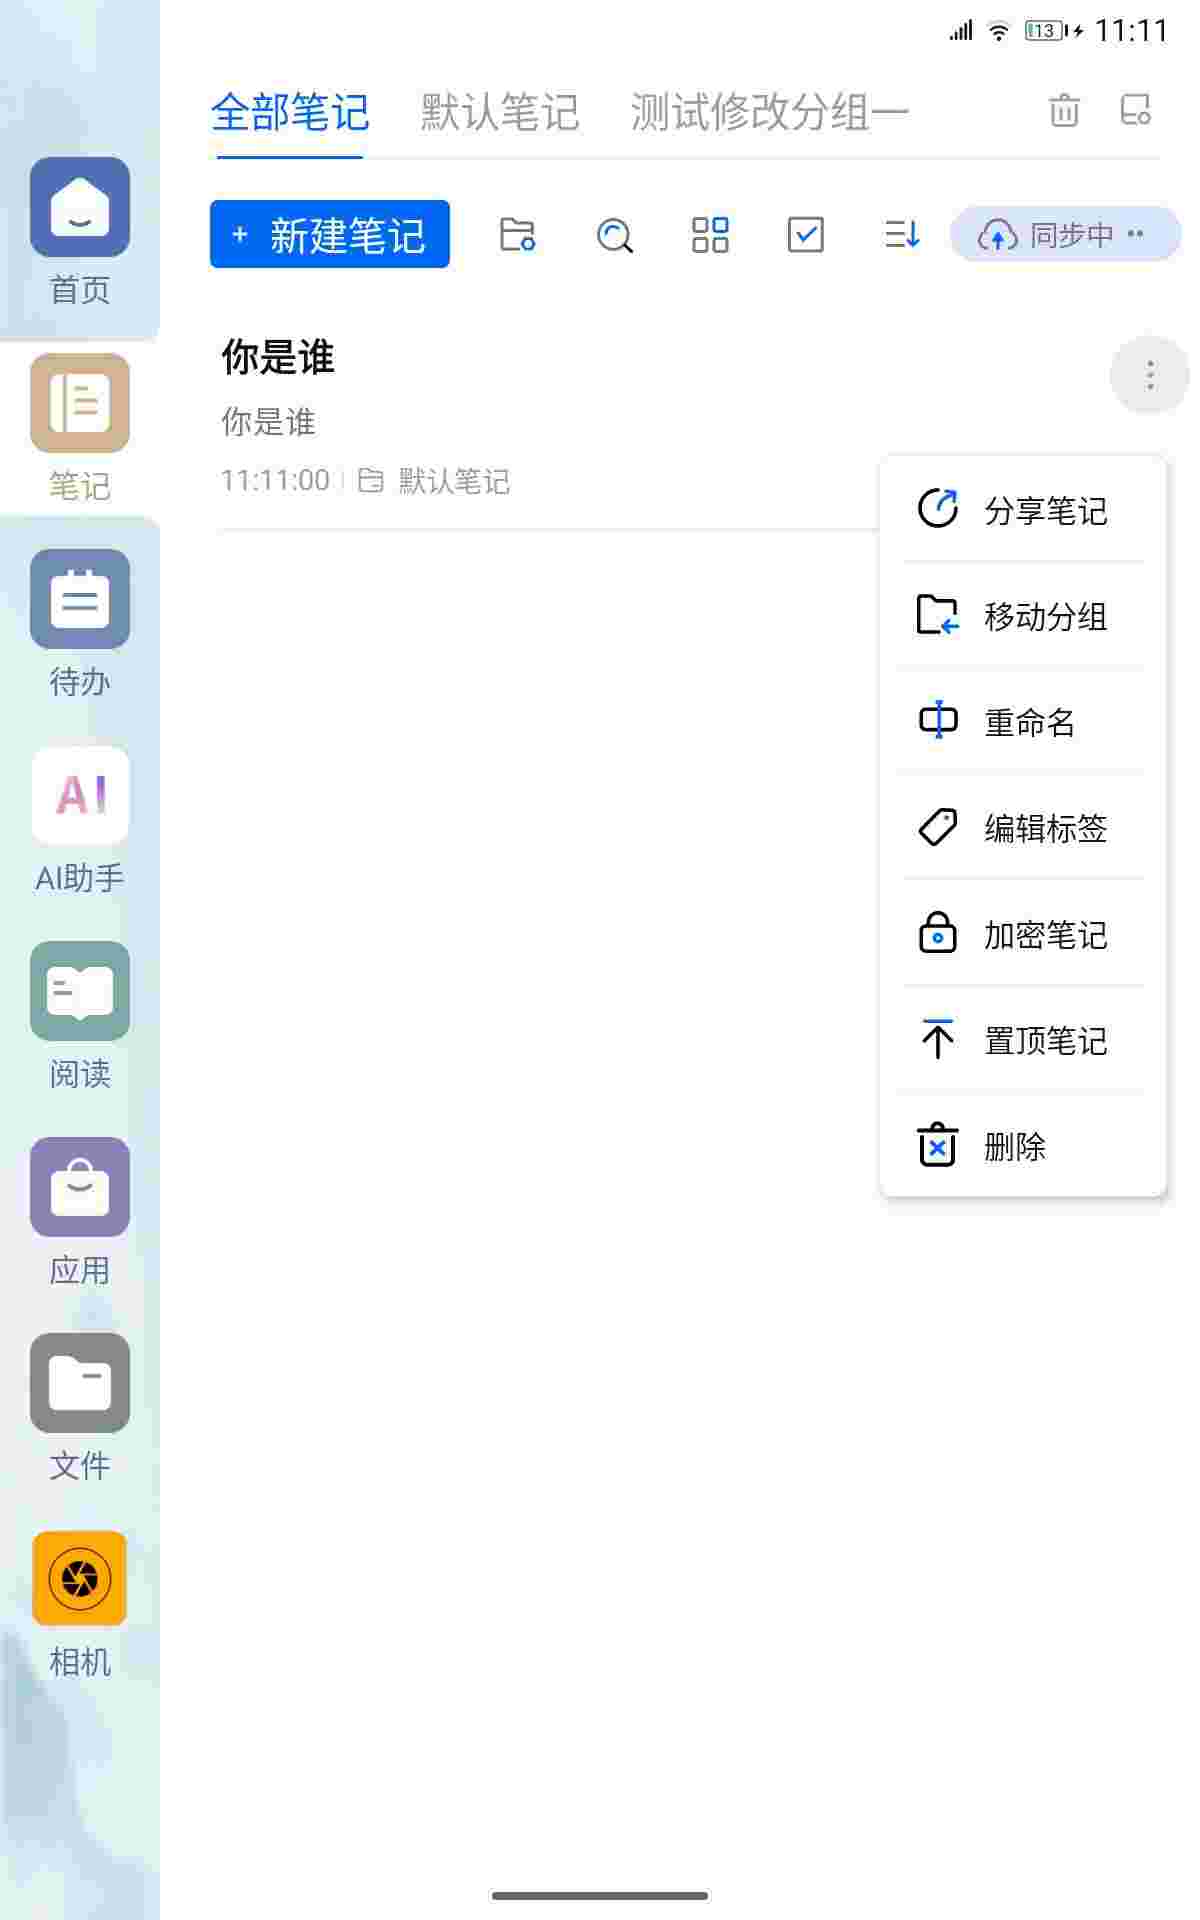 13 11:11
全部笔记 默认笔记 测试修改分组一
+ 新建笔记 同步中 ··
首页
笔记
待办
AI
AI助手
阅读
应用
文件
相机
你是谁
你是谁
11:11:00 默认笔记
分享笔记
移动分组
重命名
编辑标签
加密笔记
置顶笔记
删除